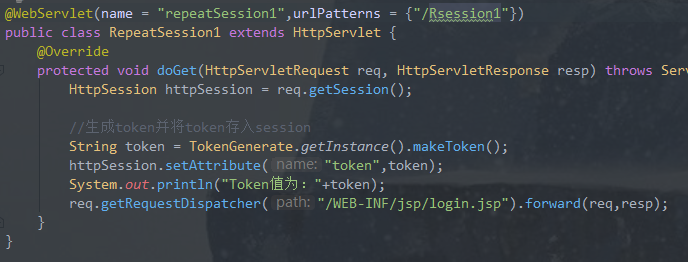 @WebServlet(name = "repeatSession1",urlPatterns = {"/Rsession1"})
public class RepeatSession1 extends HttpServlet {
@Override
protected void doGet(HttpServletRequest req, HttpServletResponse resp) throws Serv
HttpSession httpSession = req.getSession();
//生成token并将token存入session
String token = TokenGenerate.getInstance().makeToken();
httpSession.setAttribute( name: "token",token);
System.out.println("Token值为："+token);
req.getRequestDispatcher( path: "/WEB-INF/jsp/login.jsp").forward(req,resp);
}
}